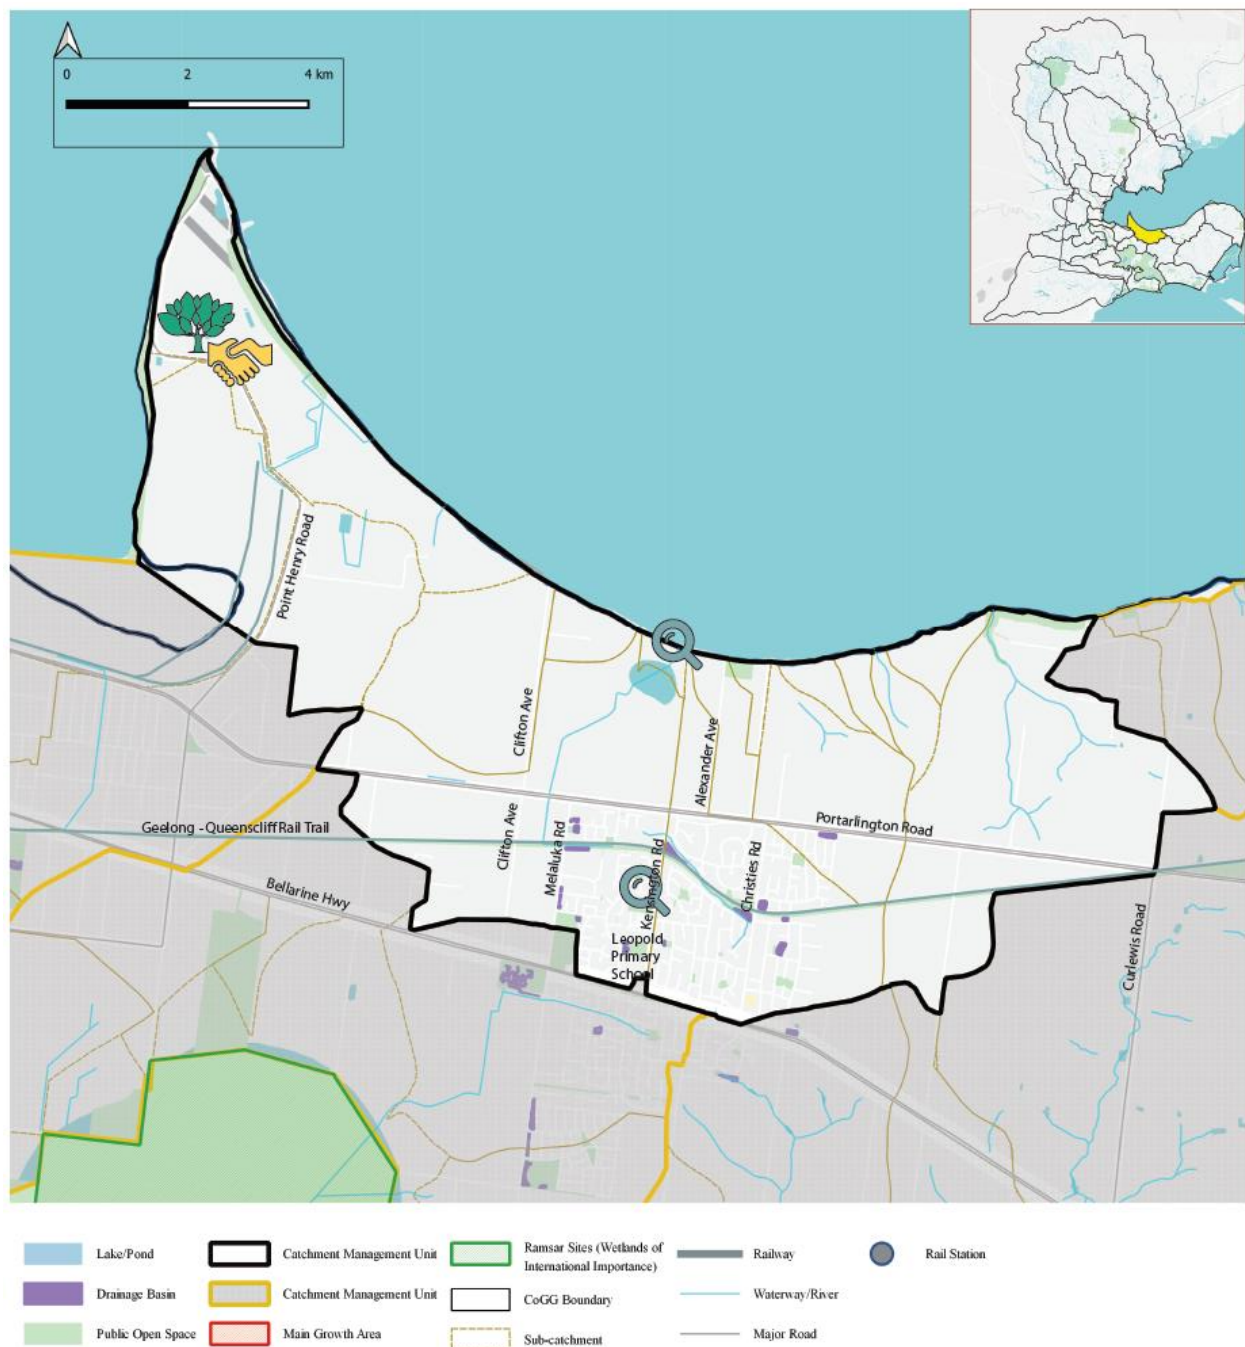 0 2 4 km
Point Henry Road
Clifton Ave
Alexander Ave
Portarlington Road
Geelong - Queenscliff Rail Trail
Clifton Ave
Melaluka Rd
Kensington Rd
Christies Rd
Bellarine Hwy
Leopold
Primary
School
Curlewis Road
Lake/Pond
Drainage Basin
Public Open Space
Catchment Management Unit
Catchment Management Unit
Main Growth Area
Ramsar Sites (Wetlands of
International Importance)
CoGG Boundary
Sub-catchment
Railway
Waterway/River
Major Road
Rail Station